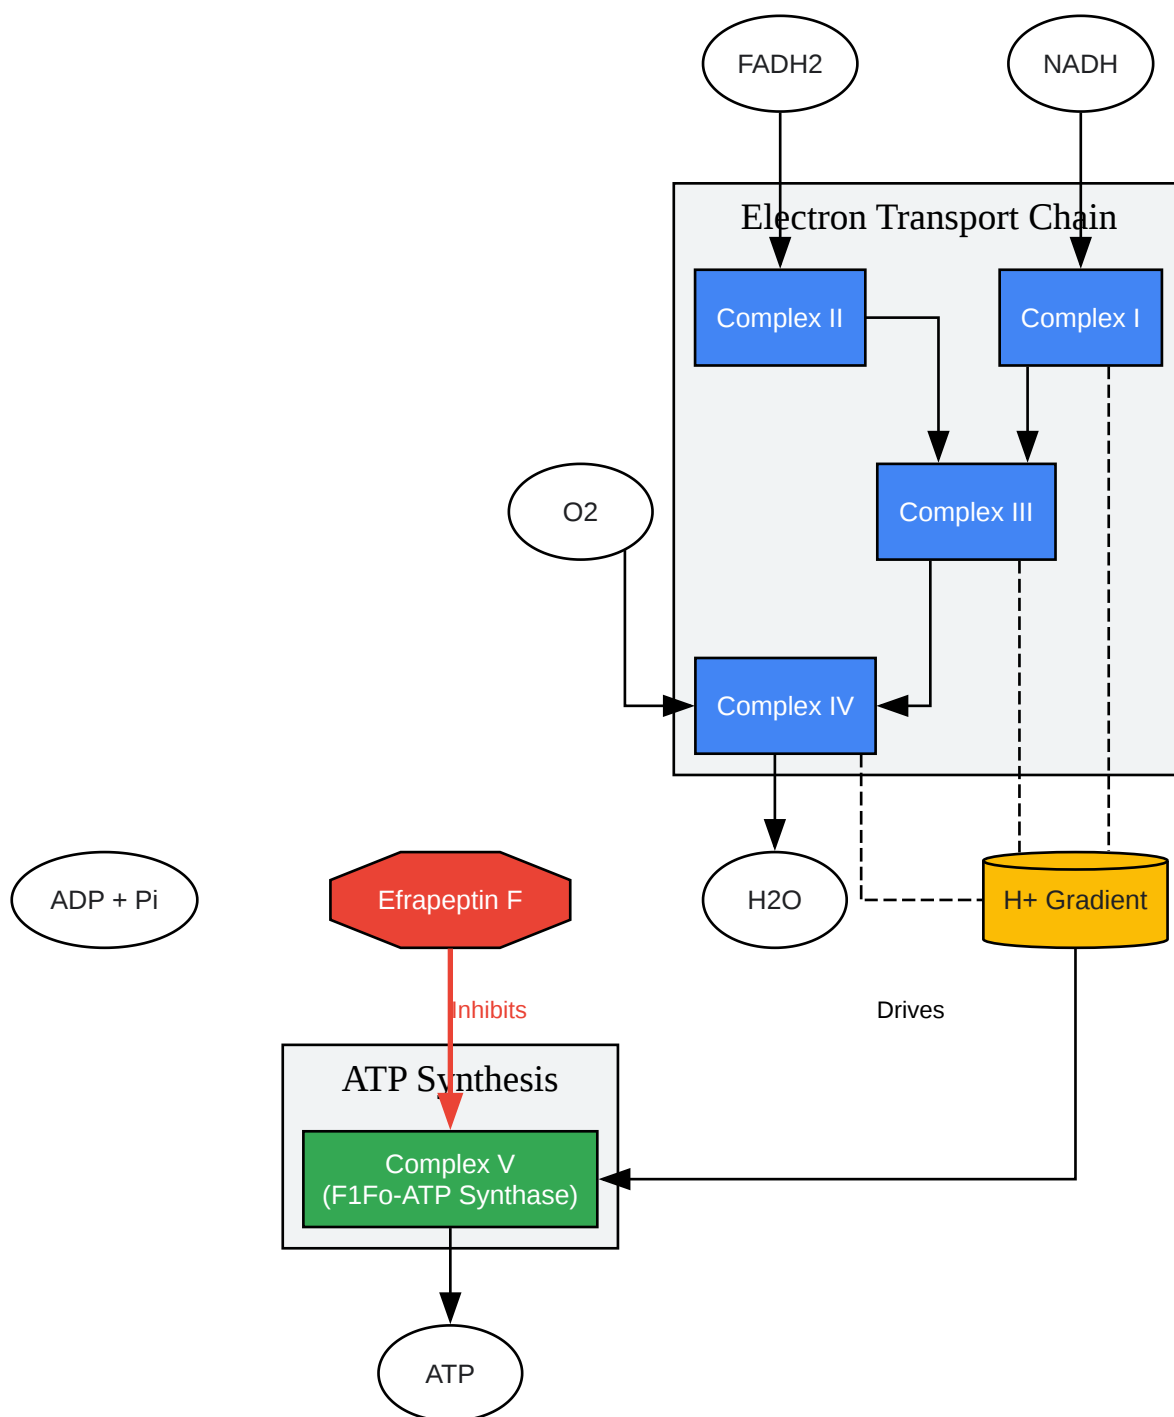 FADH2
NADH
Electron Transport Chain
Complex II
Complex I
O2
Complex III
Complex IV
ADP + Pi
Efrapeptin F
H2O
H+ Gradient
Inhibits
Drives
ATP Synthesis
Complex V
(F1Fo-ATP Synthase)
ATP